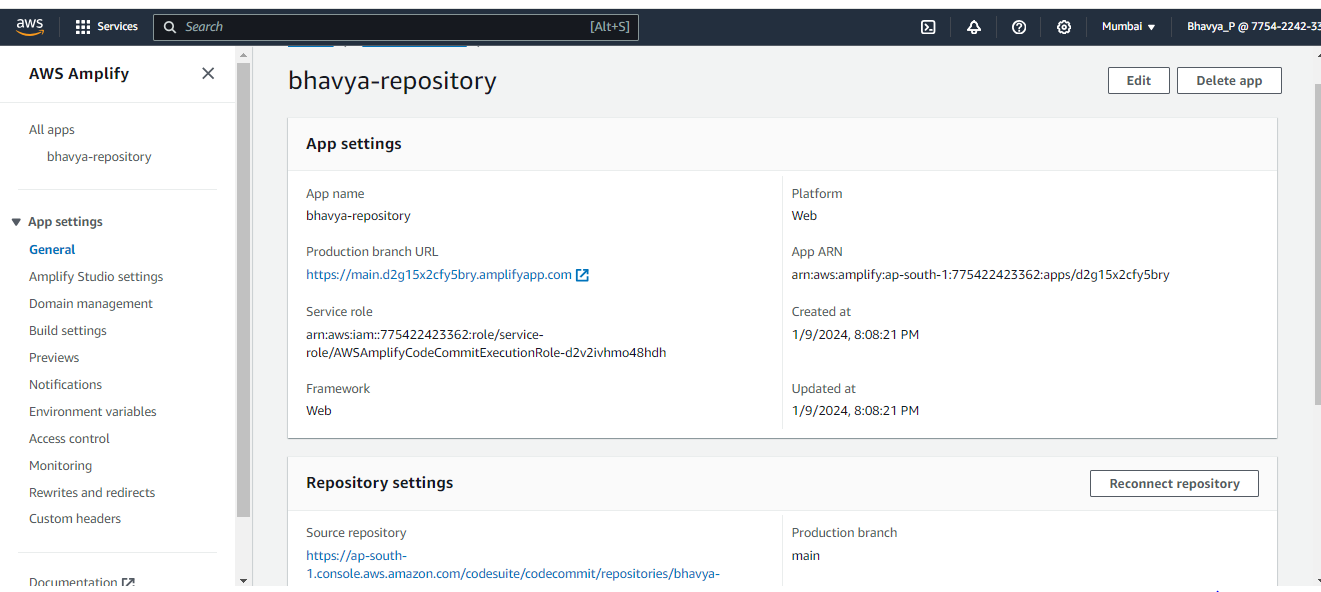 aws Services Search [Alt+S] Mumbai Bhavya_P @ 7754-2242-33
AWS Amplify
All apps
bhavya-repository
App settings
General
Amplify Studio settings
Domain management
Build settings
Previews
Notifications
Environment variables
Access control
Monitoring
Rewrites and redirects
Custom headers
Documentation
bhavya-repository
Edit Delete app
App settings
App name
bhavya-repository
Production branch URL
https://main.d2g15x2cfy5bry.amplifyapp.com
Service role
arn:aws:iam::775422423362:role/service-
role/AWSAmplifyCodeCommitExecutionRole-d2v2ivhmo48hdh
Framework
Web
Platform
Web
App ARN
arn:aws:amplify:ap-south-1:775422423362:apps/d2g15x2cfy5bry
Created at
1/9/2024, 8:08:21 PM
Updated at
1/9/2024, 8:08:21 PM
Repository settings
Reconnect repository
Source repository
https://ap-south-
1.console.aws.amazon.com/codesuite/codecommit/repositories/bhavya-
Production branch
main